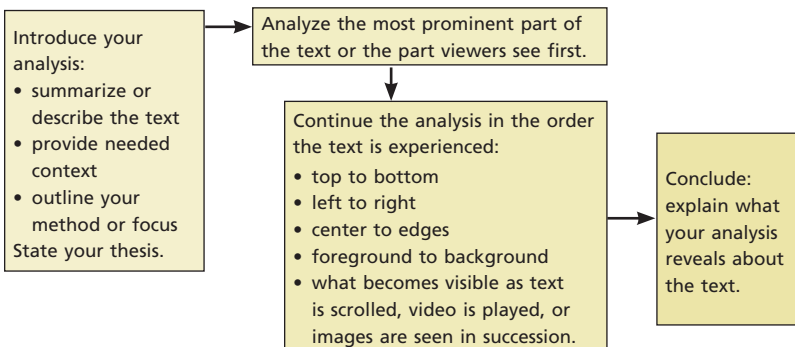 Introduce your
analysis:
• summarize or
describe the text
• provide needed
context
• outline your
method or focus
State your thesis.
Analyze the most prominent part of
the text or the part viewers see first.
Continue the analysis in the order
the text is experienced:
• top to bottom
• left to right
• center to edges
• foreground to background
• what becomes visible as text
is scrolled, video is played, or
images are seen in succession.
Conclude:
explain what
your analysis
reveals about
the text.